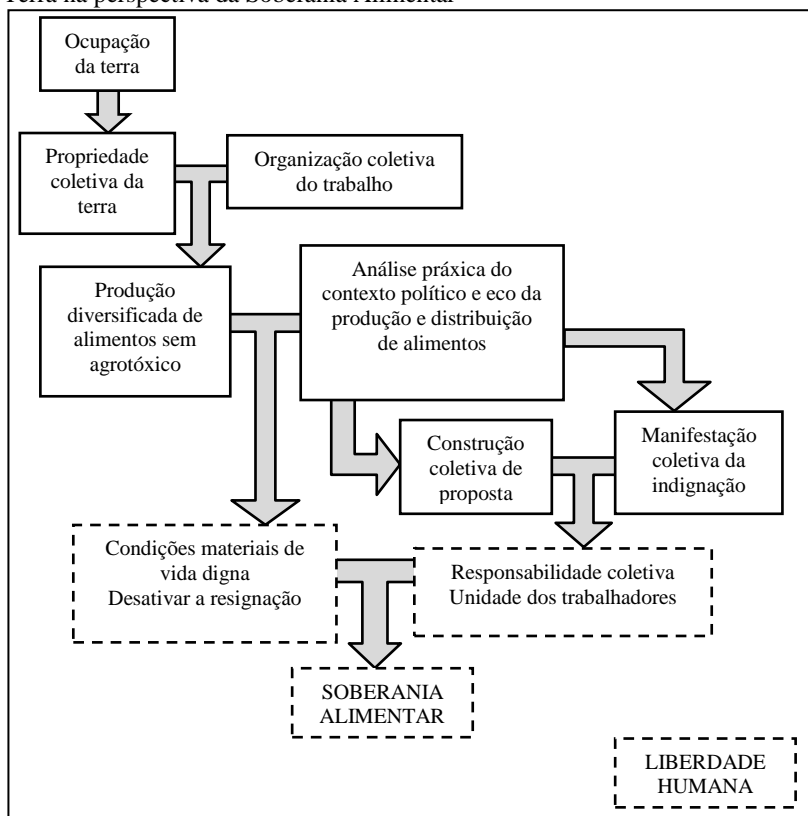 Terra na perspectiva da Soberania Alimentar
Ocupação
da terra
Propriedade
coletiva da
terra
Organização coletiva
do trabalho
Produção
diversificada de
alimentos sem
agrotóxico
Análise práxica do
contexto político e eco da
produção e distribuição
de alimentos
Construção
coletiva de
proposta
Manifestação
coletiva da
indignação
Condições materiais de
vida digna
Desativar a resignação
Responsabilidade coletiva
Unidade dos trabalhadores
SOBERANIA
ALIMENTAR
LIBERDADE
HUMANA